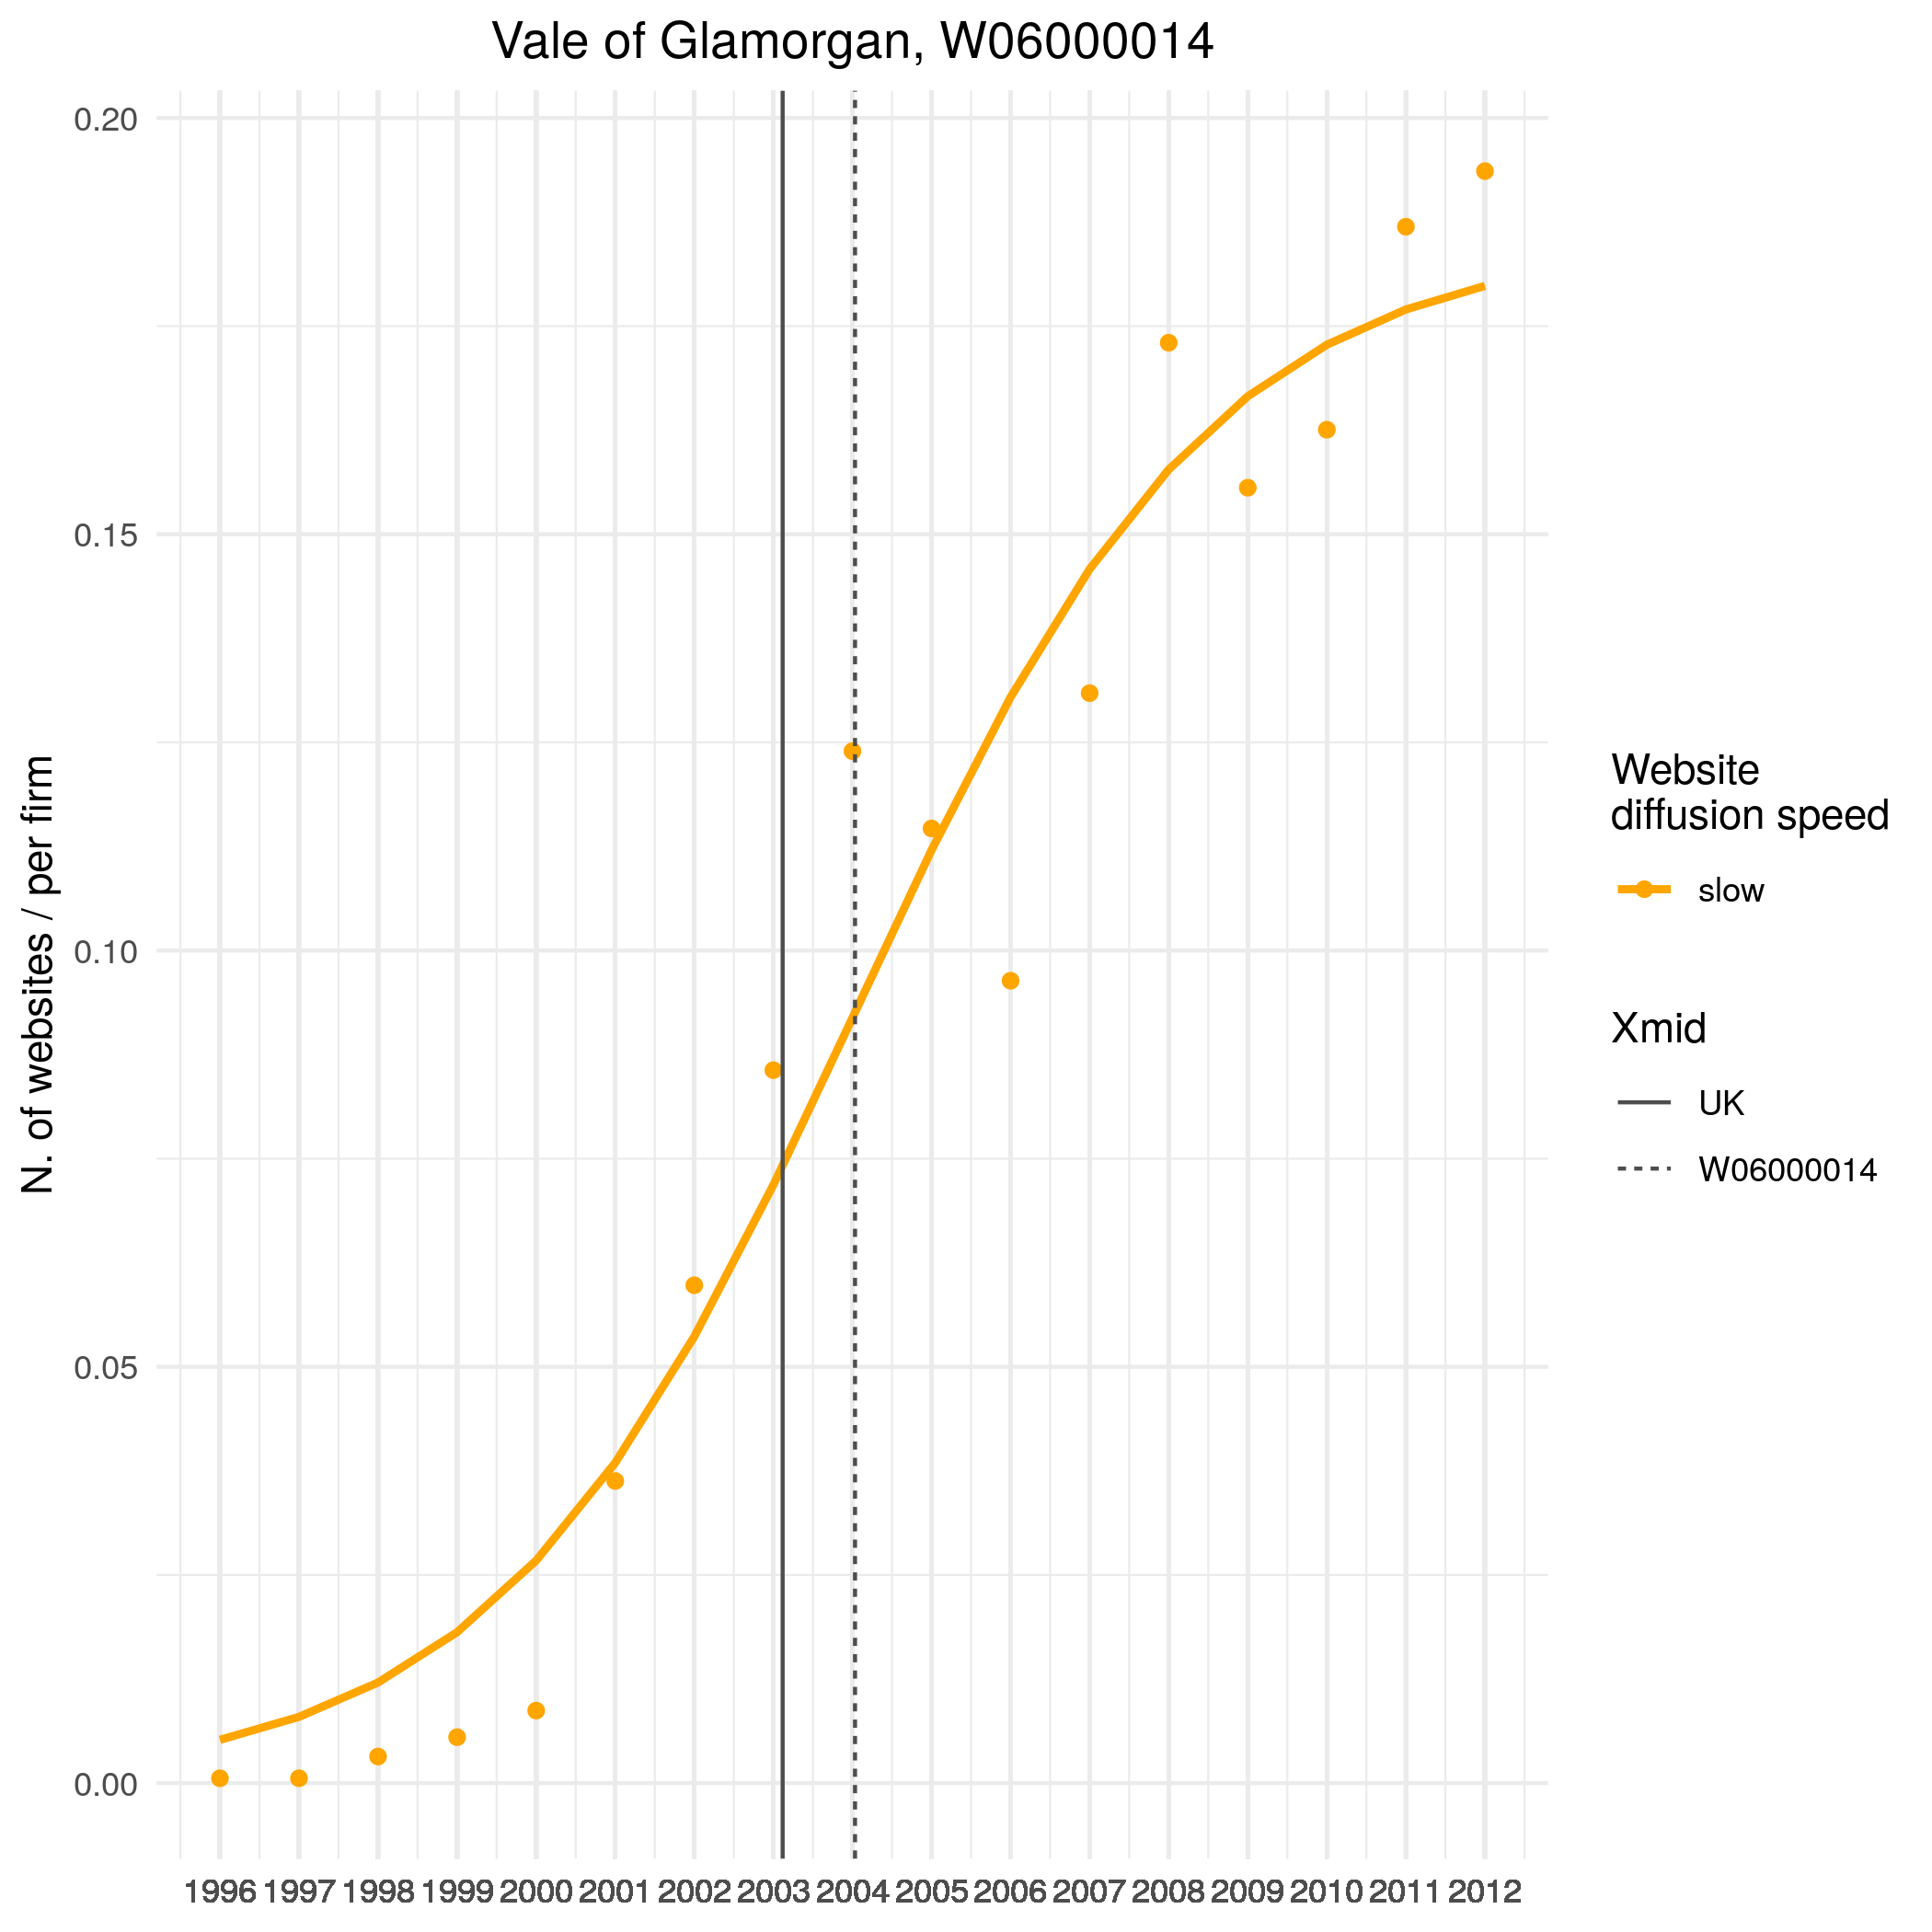 Vale of Glamorgan, W06000014
N. of websites / per firm
0.20
0.15
0.10
0.05
0.00
1996 1997 1998 1999 2000 2001 2002 2003 2004 2005 2006 2007 2008 2009 2010 2011 2012
Website
diffusion speed
slow
Xmid
UK
W06000014